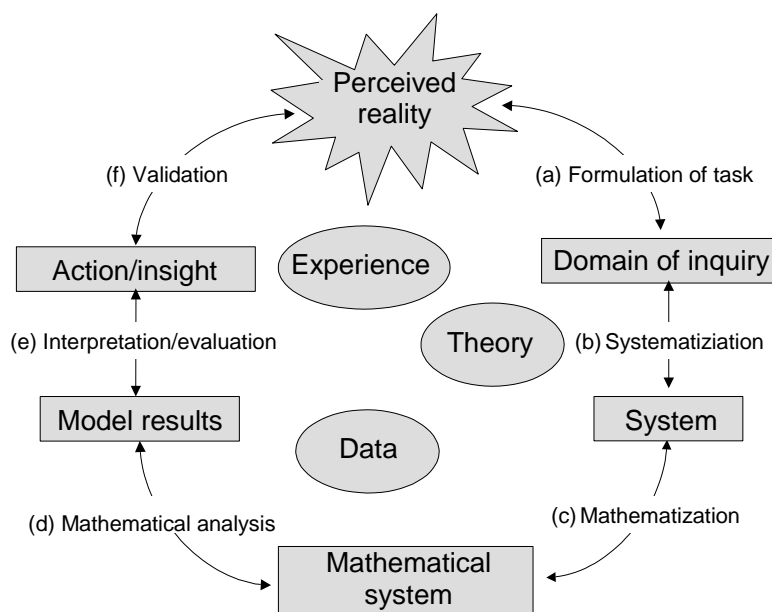 Perceived
reality
(f) Validation
(a) Formulation of task
Action/insight
Experience
Domain of inquiry
(e) Interpretation/evaluation
Theory
(b) Systematiziation
Model results
Data
System
(d) Mathematical analysis
(c) Mathematization
Mathematical
system